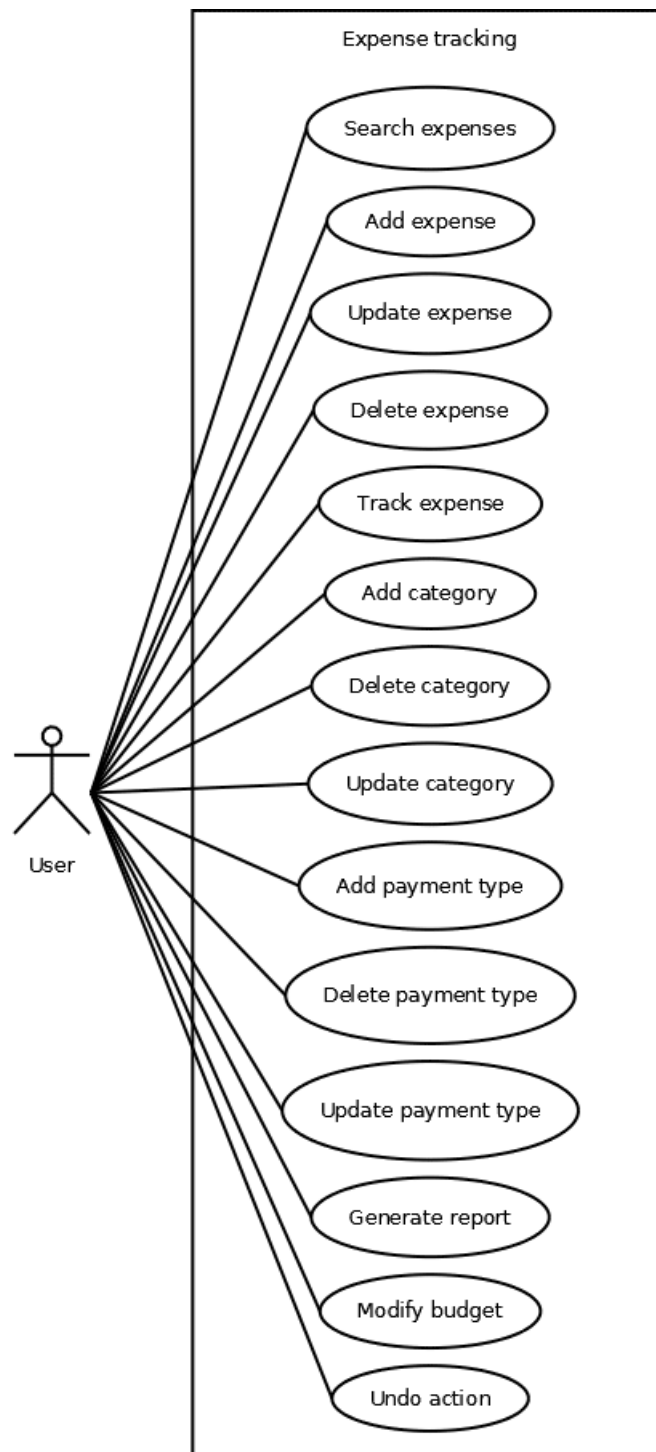 Expense tracking
Search expenses
Add expense
Update expense
Delete expense
Track expense
Add category
Delete category
Update category
User
Add payment type
Delete payment type
Update payment type
Generate report
Modify budget
Undo action